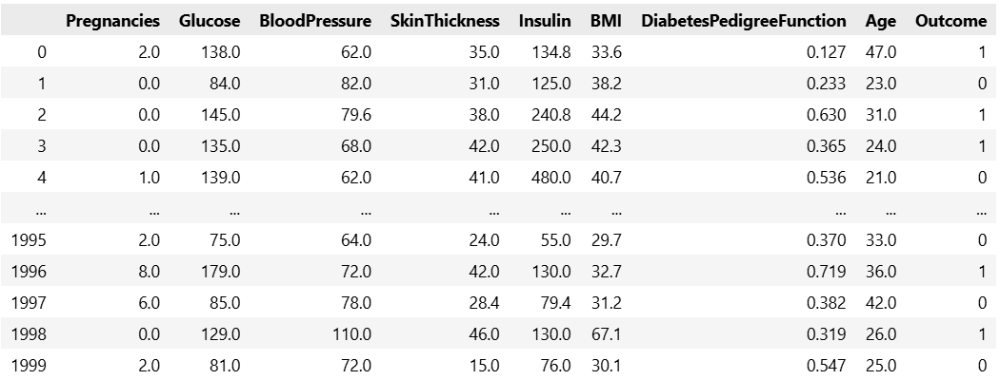 Pregnancies Glucose BloodPressure SkinThickness Insulin BMI DiabetesPedigreeFunction Age Outcome
0 2.0 138.0 62.0 35.0 134.8 33.6 0.127 47.0 1
1 0.0 84.0 82.0 31.0 125.0 38.2 0.233 23.0 0
2 0.0 145.0 79.6 38.0 240.8 44.2 0.630 31.0 1
3 0.0 135.0 68.0 42.0 250.0 42.3 0.365 24.0 1
4 1.0 139.0 62.0 41.0 480.0 40.7 0.536 21.0 0
... ... ... ... ... ... ... ... ... ...
1995 2.0 75.0 64.0 24.0 55.0 29.7 0.370 33.0 0
1996 8.0 179.0 72.0 42.0 130.0 32.7 0.719 36.0 1
1997 6.0 85.0 78.0 28.4 79.4 31.2 0.382 42.0 0
1998 0.0 129.0 110.0 46.0 130.0 67.1 0.319 26.0 1
1999 2.0 81.0 72.0 15.0 76.0 30.1 0.547 25.0 0